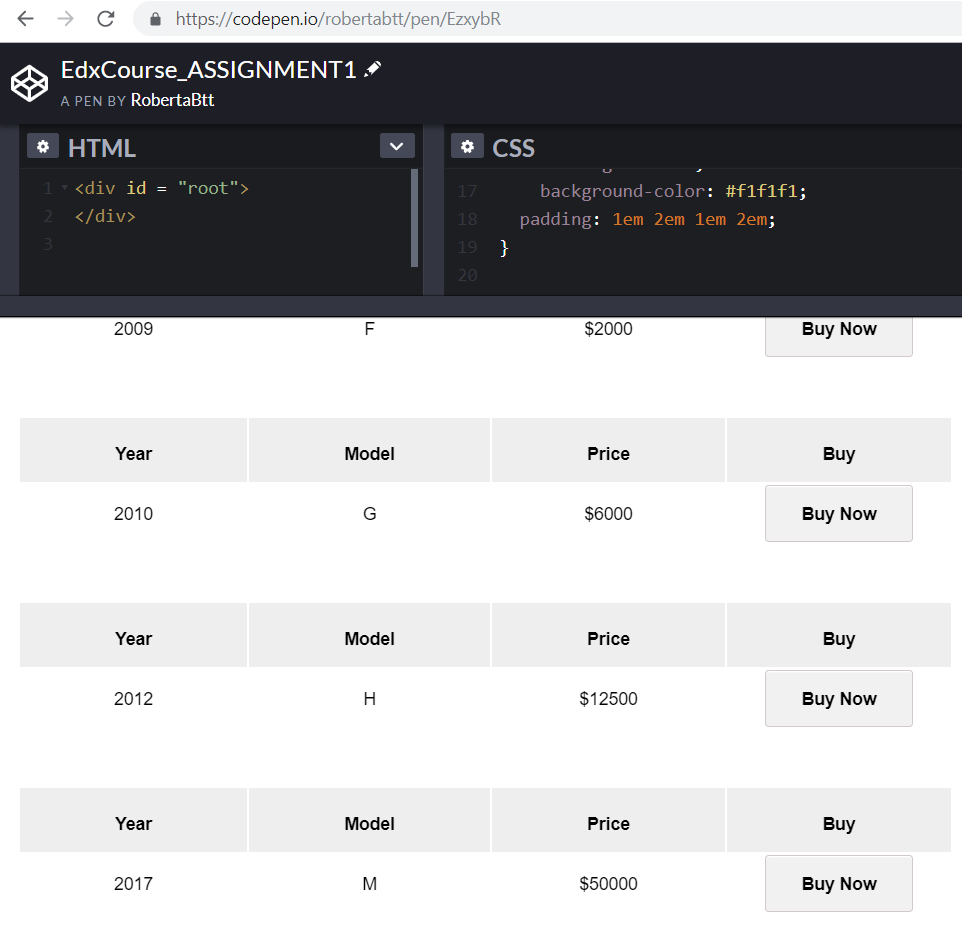 https://codepen.io/robertabtt/pen/EzxybR
EdxCourse_ASSIGNMENT1
A PEN BY RobertaBtt
HTML
1 <div id = "root">
2 </div>
3
CSS
17 background-color: #f1f1f1;
18 padding: 1em 2em 1em 2em;
19 }
20
2009 F $2000 Buy Now
Year Model Price Buy
2010 G $6000 Buy Now
Year Model Price Buy
2012 H $12500 Buy Now
Year Model Price Buy
2017 M $50000 Buy Now